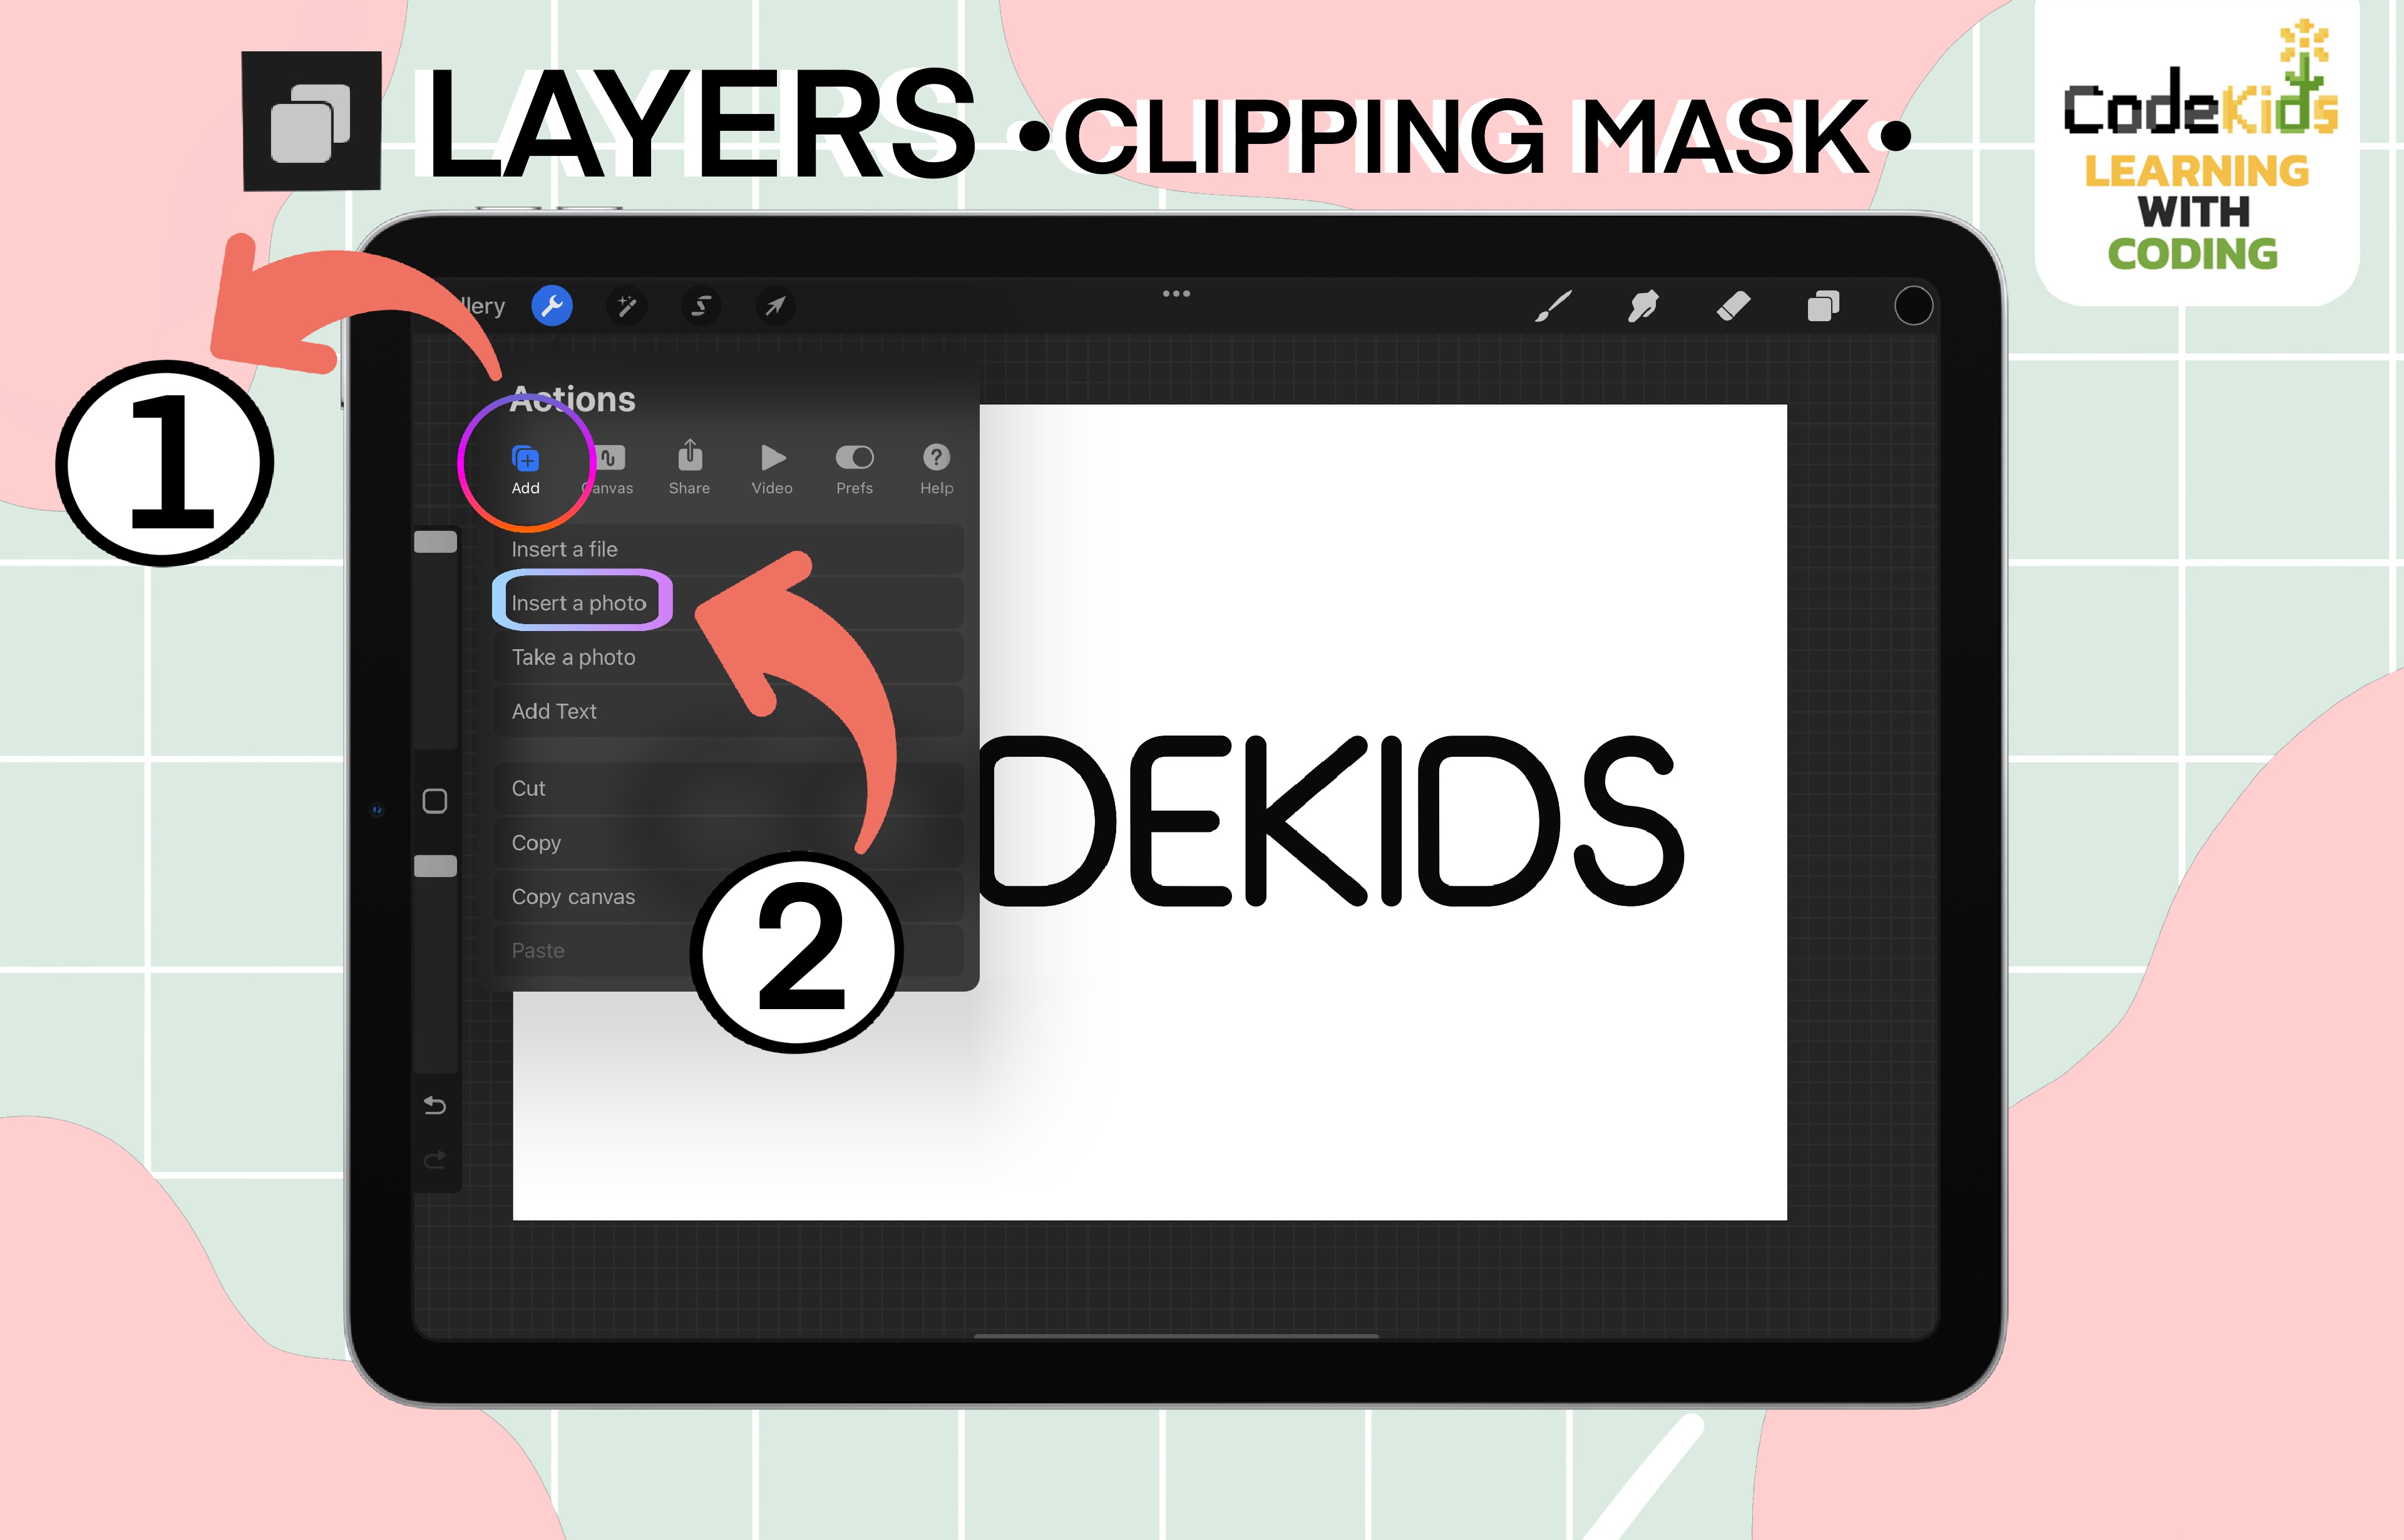 LAYERS •CLIPPING MASK•
CodeKids
LEARNING
WITH
CODING
llery
1
Actions
Add Canvas Share Video Prefs Help
Insert a file
Insert a photo
Take a photo
Add Text
Cut
Copy
Copy canvas
Paste
2
DEKIDS